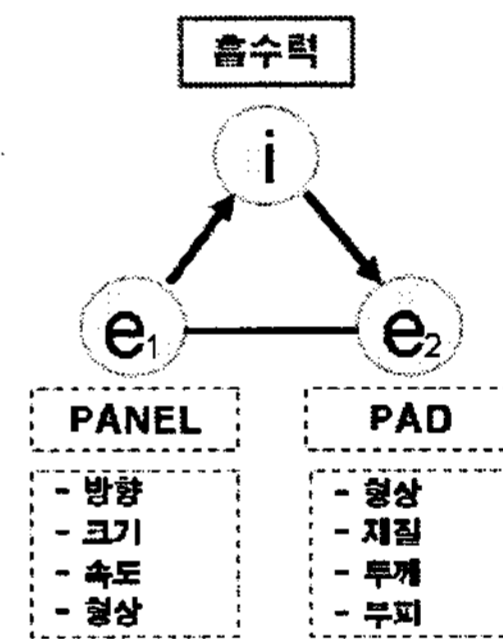 흡수력
i
e1
e2
PANEL
PAD
- 방향
- 크기
- 속도
- 형상
- 형상
- 재질
- 두께
- 부피